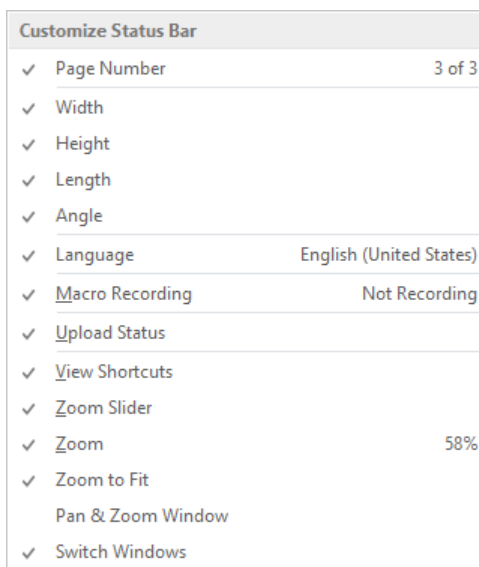 Customize Status Bar
Page Number 3 of 3
Width
Height
Length
Angle
Language English (United States)
Macro Recording Not Recording
Upload Status
View Shortcuts
Zoom Slider
Zoom 58%
Zoom to Fit
Pan & Zoom Window
Switch Windows